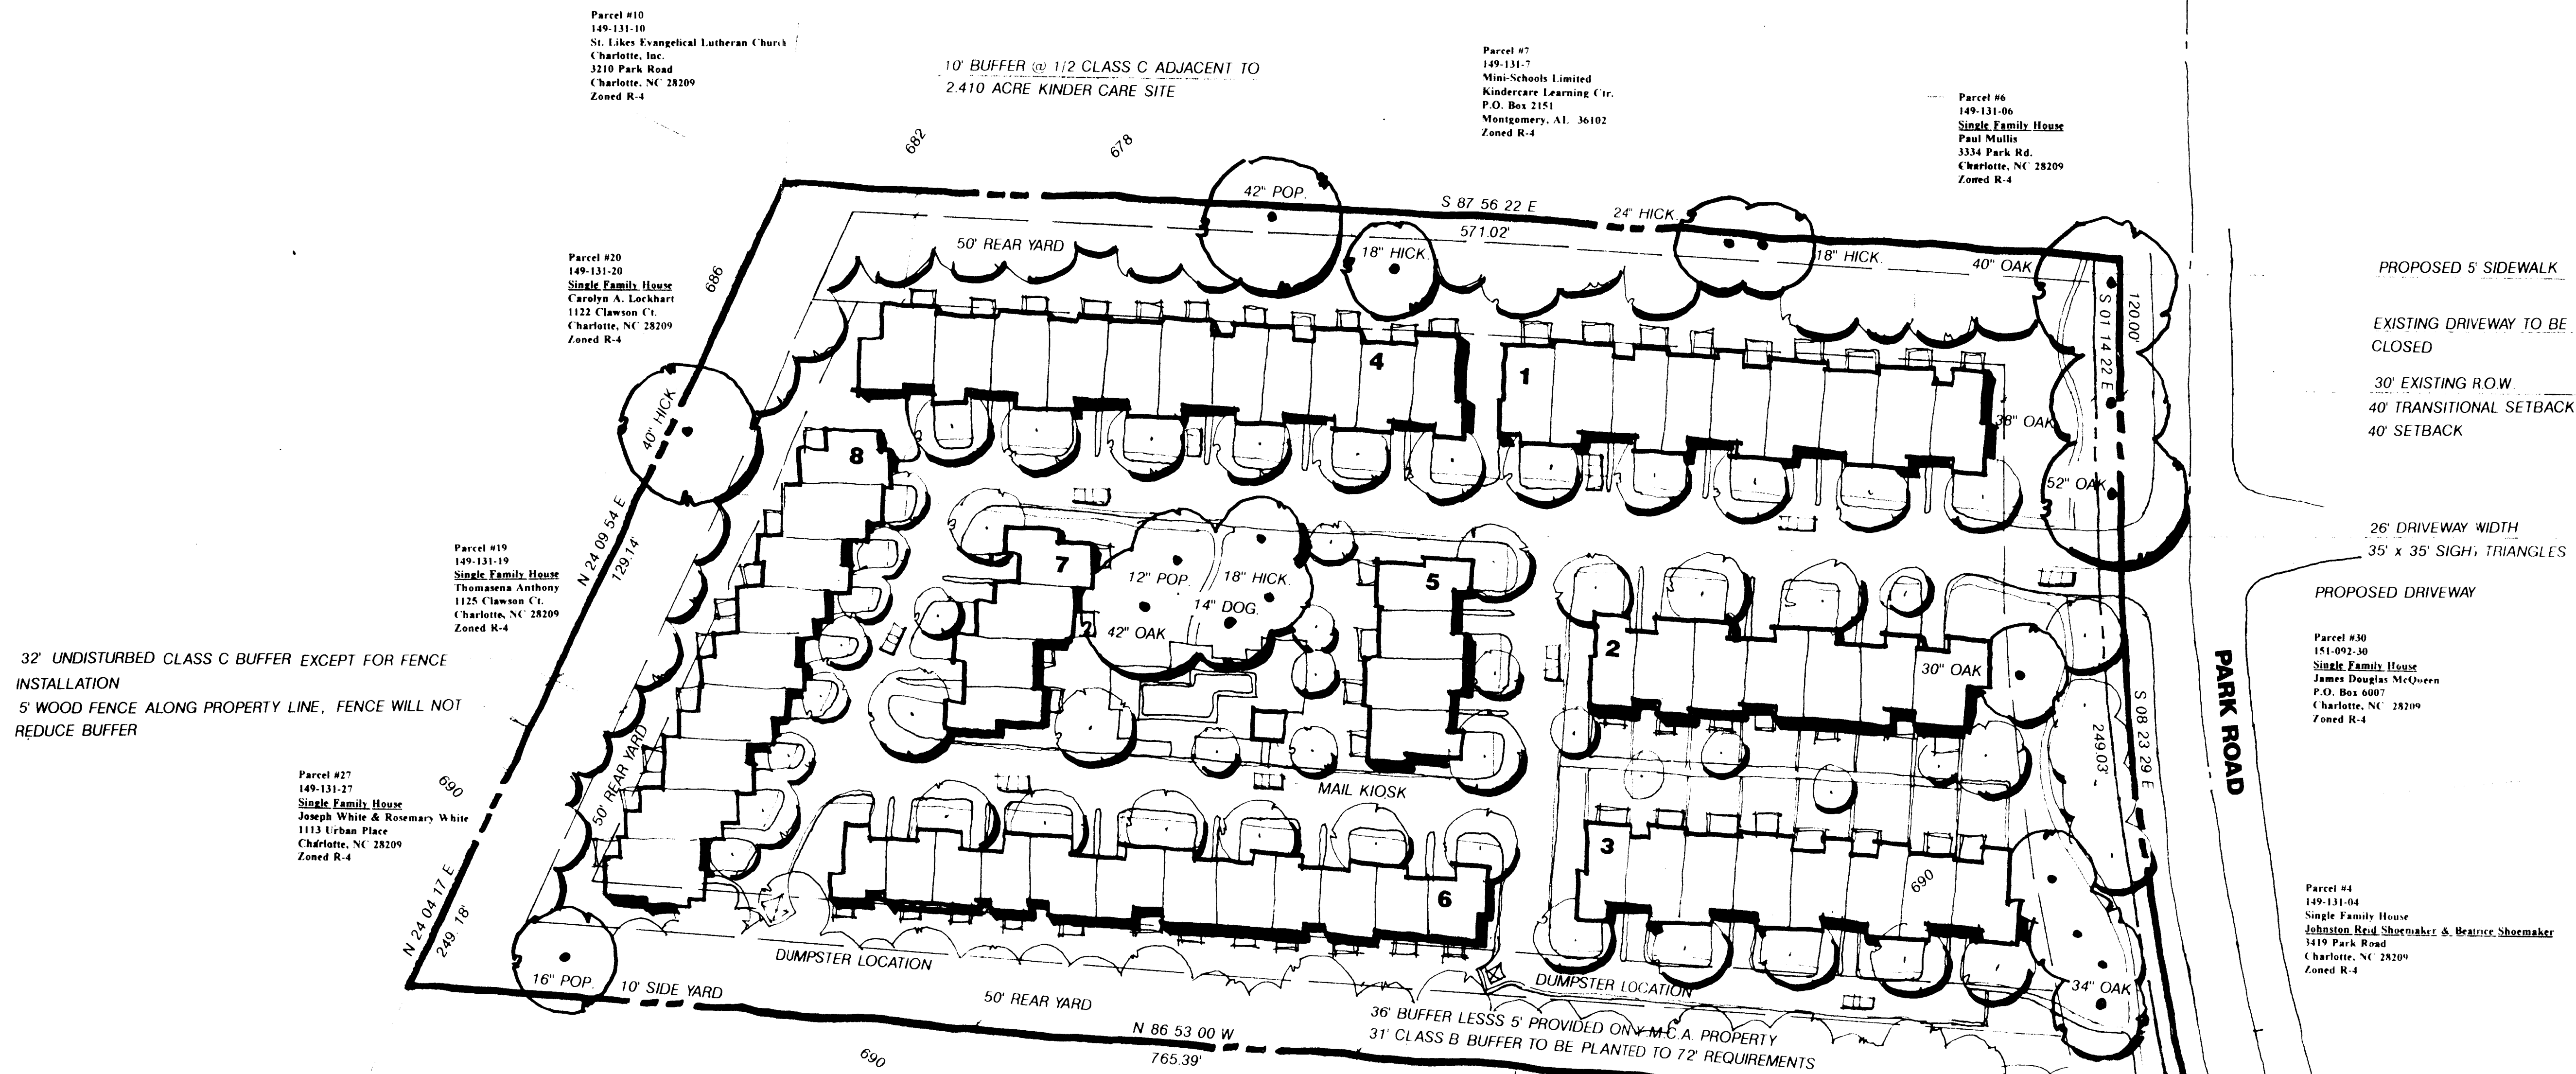 Parcel #10
149-131-10
St. Likes Evangelical Lutheran Church
Charlotte, Inc.
3210 Park Road
Charlotte, NC 28209
Zoned R-4
10' BUFFER @ 1/2 CLASS C ADJACENT TO
2.410 ACRE KINDER CARE SITE
Parcel #7
149-131-7
Mini-Schools Limited
Kindercare Learning Ctr.
P.O. Box 2151
Montgomery, AL 36102
Zoned R-4
Parcel #6
149-131-06
Single Family House
Paul Mullis
3334 Park Rd.
Charlotte, NC 28209
Zoned R-4
682
678
42" POP.
S 87 56 22 E
571.02'
24" HICK.
50' REAR YARD
18" HICK.
18" HICK.
40" OAK
Parcel #20
149-131-20
Single Family House
Carolyn A. Lockhart
1122 Clawson Ct.
Charlotte, NC 28209
Zoned R-4
686
40" HICK
S 01 14 22 E
120.00'
PROPOSED 5' SIDEWALK
EXISTING DRIVEWAY TO BE
CLOSED
30' EXISTING R.O.W.
40' TRANSITIONAL SETBACK
40' SETBACK
4
1
38" OAK
8
52" OAK
26' DRIVEWAY WIDTH
35' x 35' SIGHT TRIANGLES
PROPOSED DRIVEWAY
N 24 09 54 E
129.14'
Parcel #19
149-131-19
Single Family House
Thomasena Anthony
1125 Clawson Ct.
Charlotte, NC 28209
Zoned R-4
7
12" POP.
18" HICK.
14" DOG.
42" OAK
5
2
30" OAK
Parcel #30
151-092-30
Single Family House
James Douglas McQueen
P.O. Box 6007
Charlotte, NC 28209
Zoned R-4
32' UNDISTURBED CLASS C BUFFER EXCEPT FOR FENCE
INSTALLATION
5' WOOD FENCE ALONG PROPERTY LINE, FENCE WILL NOT
REDUCE BUFFER
PARK ROAD
S 08 23 29 E
249.03'
50' REAR YARD
690
Parcel #27
149-131-27
Single Family House
Joseph White & Rosemary White
1113 Urban Place
Charlotte, NC 28209
Zoned R-4
MAIL KIOSK
3
690
6
N 24 04 17 E
249.18'
Parcel #4
149-131-04
Single Family House
Johnston Reid Shoemaker & Beatrice Shoemaker
3419 Park Road
Charlotte, NC 28209
Zoned R-4
DUMPSTER LOCATION
DUMPSTER LOCATION
16" POP.
10' SIDE YARD
50' REAR YARD
34" OAK
36' BUFFER LESSS 5' PROVIDED ON Y.M.C.A. PROPERTY
31' CLASS B BUFFER TO BE PLANTED TO 72' REQUIREMENTS
N 86 53 00 W
765.39'
690